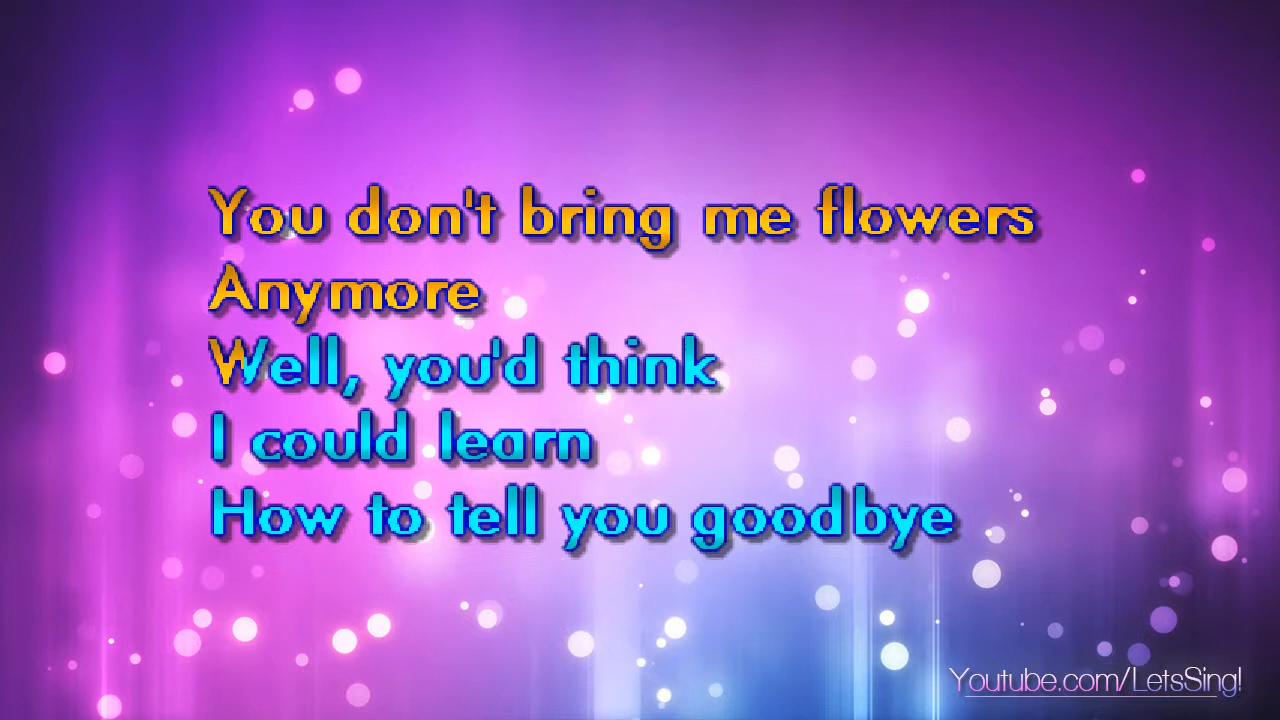 You don't bring me flowers
Anymore
Well, you'd think
I could learn
How to tell you goodbye
Youtube.com/LetsSing!